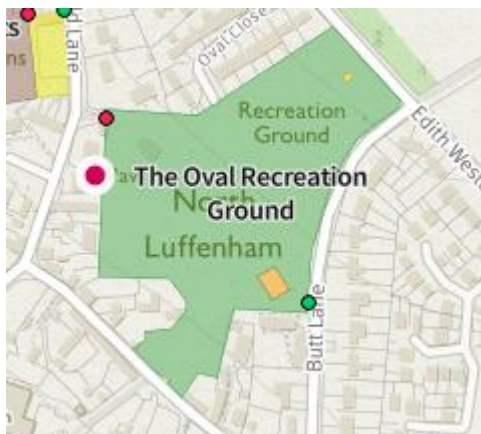 d Lane
Oval Close
Recreation
Ground
Edith West
The Oval Recreation
Ground
North
Luffenham
Butt Lane